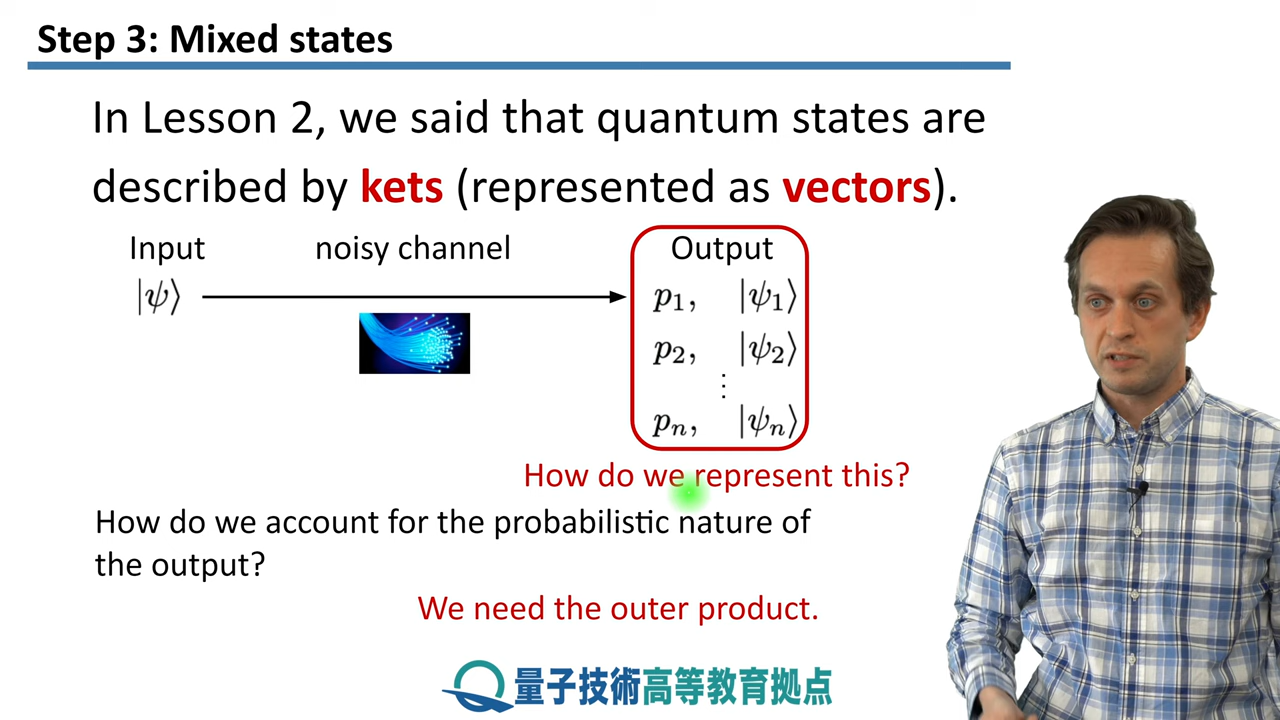 Step 3: Mixed states
In Lesson 2, we said that quantum states are
described by kets (represented as vectors).
Input noisy channel Output
|ψ⟩ p₁, |ψ₁⟩
p₂, |ψ₂⟩
⋮
pₙ, |ψₙ⟩
How do we represent this?
How do we account for the probabilistic nature of
the output?
We need the outer product.
量子技術高等教育拠点